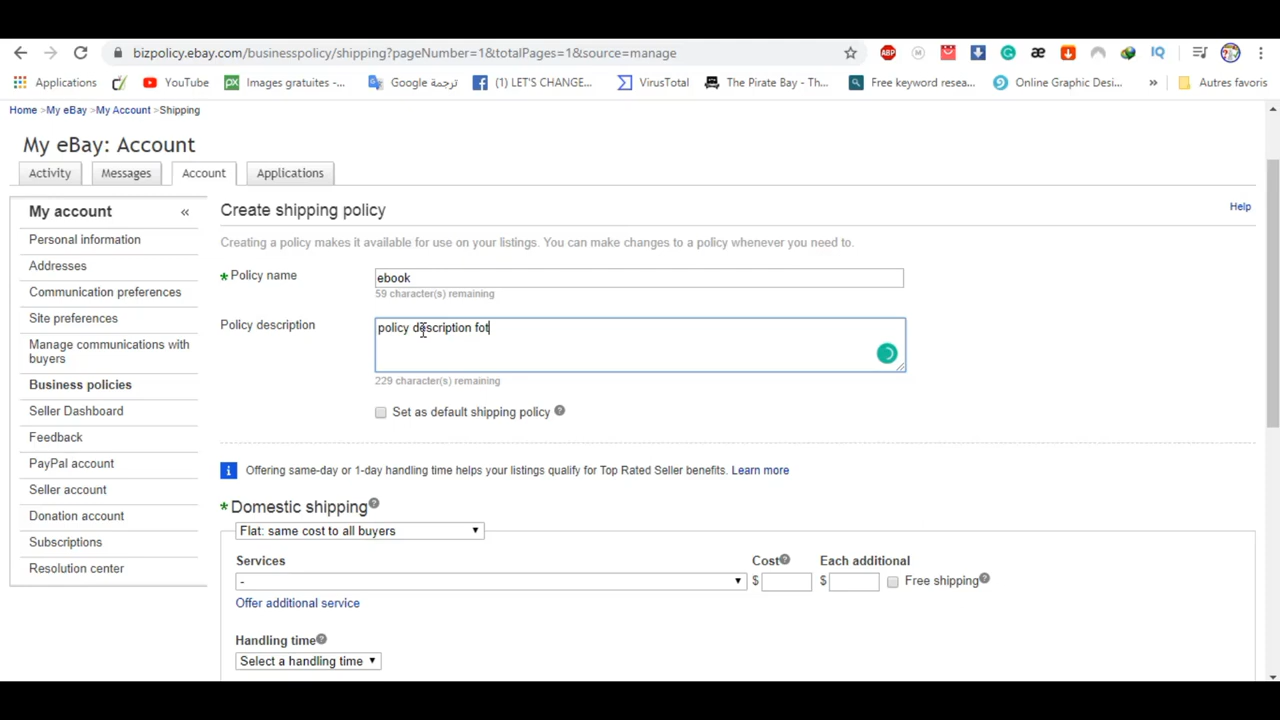 bizpolicy.ebay.com/businesspolicy/shipping?pageNumber=1&totalPages=1&source=manage
Applications YouTube Images gratuites -... Google ترجمة (1) LET'S CHANGE... VirusTotal The Pirate Bay - Th... Free keyword resea... Online Graphic Desi... » Autres favoris
Home >My eBay >My Account >Shipping
My eBay: Account
Activity Messages Account Applications
My account «
Personal information
Addresses
Communication preferences
Site preferences
Manage communications with
buyers
Business policies
Seller Dashboard
Feedback
PayPal account
Seller account
Donation account
Subscriptions
Resolution center
Create shipping policy Help
Creating a policy makes it available for use on your listings. You can make changes to a policy whenever you need to.
* Policy name ebook
59 character(s) remaining
Policy description policy description fot
229 character(s) remaining
Set as default shipping policy ?
i Offering same-day or 1-day handling time helps your listings qualify for Top Rated Seller benefits. Learn more
* Domestic shipping ?
Flat: same cost to all buyers
Services Cost ? Each additional
- $ $ Free shipping ?
Offer additional service
Handling time ?
Select a handling time